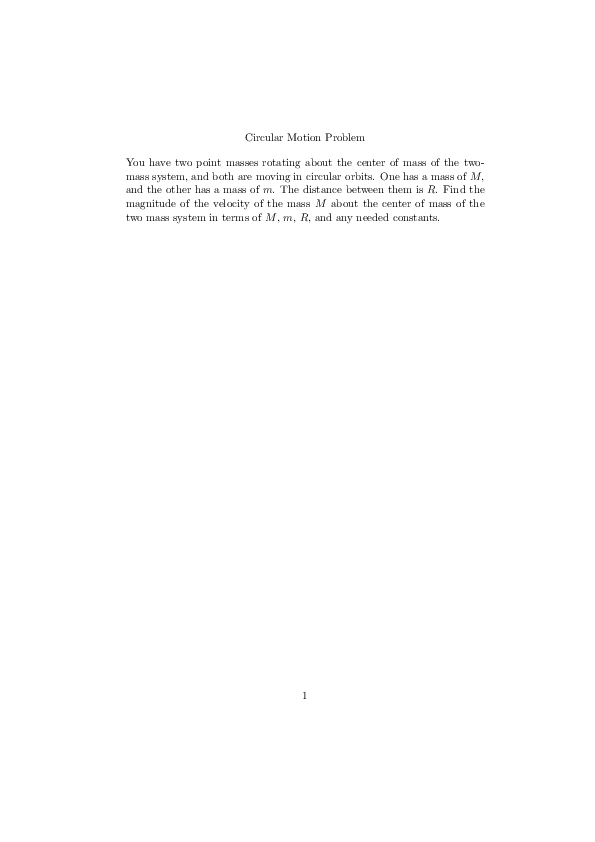 Circular Motion Problem
You have two point masses rotating about the center of mass of the two-
mass system, and both are moving in circular orbits. One has a mass of M,
and the other has a mass of m. The distance between them is R. Find the
magnitude of the velocity of the mass M about the center of mass of the
two mass system in terms of M, m, R, and any needed constants.
1